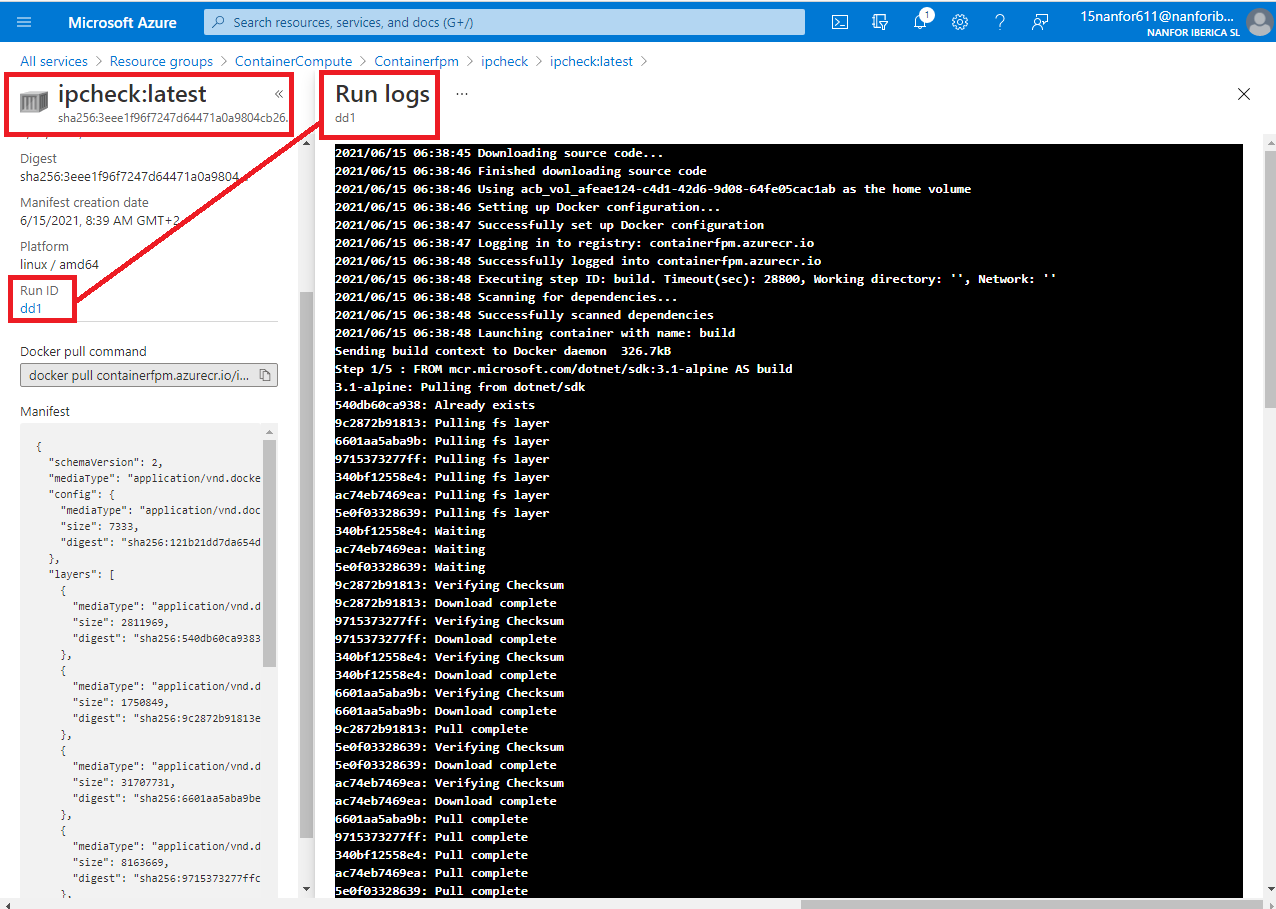 Microsoft Azure
Search resources, services, and docs (G+/)
1
15nanfor611@nanforib...
NANFOR IBERICA SL
All services > Resource groups > ContainerCompute > Containerfpm > ipcheck > ipcheck:latest >
ipcheck:latest
«
sha256:3eee1f96f7247d64471a0a9804cb26.
Digest
sha256:3eee1f96f7247d64471a0a9804
Manifest creation date
6/15/2021, 8:39 AM GMT+2
Platform
linux / amd64
Run ID
dd1
Docker pull command
docker pull containerfpm.azurecr.io/i...
Manifest
{
"schemaVersion": 2,
"mediaType": "application/vnd.docke
"config": {
"mediaType": "application/vnd.doc
"size": 7333,
"digest": "sha256:121b21dd7da654d
},
"layers": [
{
"mediaType": "application/vnd.d
"size": 2811969,
"digest": "sha256:540db60ca9383
},
{
"mediaType": "application/vnd.d
"size": 1750849,
"digest": "sha256:9c2872b91813e
},
{
"mediaType": "application/vnd.d
"size": 31707731,
"digest": "sha256:6601aa5aba9be
},
{
"mediaType": "application/vnd.d
"size": 8163669,
"digest": "sha256:9715373277ffc
},
Run logs
...
dd1
2021/06/15 06:38:45 Downloading source code...
2021/06/15 06:38:46 Finished downloading source code
2021/06/15 06:38:46 Using acb_vol_afeae124-c4d1-42d6-9d08-64fe05cac1ab as the home volume
2021/06/15 06:38:46 Setting up Docker configuration...
2021/06/15 06:38:47 Successfully set up Docker configuration
2021/06/15 06:38:47 Logging in to registry: containerfpm.azurecr.io
2021/06/15 06:38:48 Successfully logged into containerfpm.azurecr.io
2021/06/15 06:38:48 Executing step ID: build. Timeout(sec): 28800, Working directory: '', Network: ''
2021/06/15 06:38:48 Scanning for dependencies...
2021/06/15 06:38:48 Successfully scanned dependencies
2021/06/15 06:38:48 Launching container with name: build
Sending build context to Docker daemon  326.7kB
Step 1/5 : FROM mcr.microsoft.com/dotnet/sdk:3.1-alpine AS build
3.1-alpine: Pulling from dotnet/sdk
540db60ca938: Already exists
9c2872b91813: Pulling fs layer
6601aa5aba9b: Pulling fs layer
9715373277ff: Pulling fs layer
340bf12558e4: Pulling fs layer
ac74eb7469ea: Pulling fs layer
5e0f03328639: Pulling fs layer
340bf12558e4: Waiting
ac74eb7469ea: Waiting
5e0f03328639: Waiting
9c2872b91813: Verifying Checksum
9c2872b91813: Download complete
9715373277ff: Verifying Checksum
9715373277ff: Download complete
340bf12558e4: Verifying Checksum
340bf12558e4: Download complete
6601aa5aba9b: Verifying Checksum
6601aa5aba9b: Download complete
9c2872b91813: Pull complete
5e0f03328639: Verifying Checksum
5e0f03328639: Download complete
ac74eb7469ea: Verifying Checksum
ac74eb7469ea: Download complete
6601aa5aba9b: Pull complete
9715373277ff: Pull complete
340bf12558e4: Pull complete
ac74eb7469ea: Pull complete
5e0f03328639: Pull complete